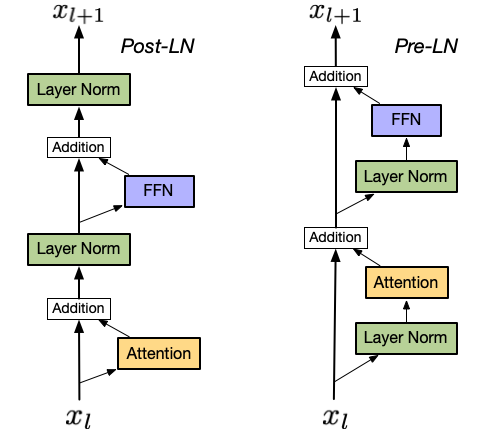 x_{l+1}
Post-LN
Layer Norm
Addition
FFN
Layer Norm
Addition
Attention
x_l
x_{l+1}
Pre-LN
Addition
FFN
Layer Norm
Addition
Attention
Layer Norm
x_l